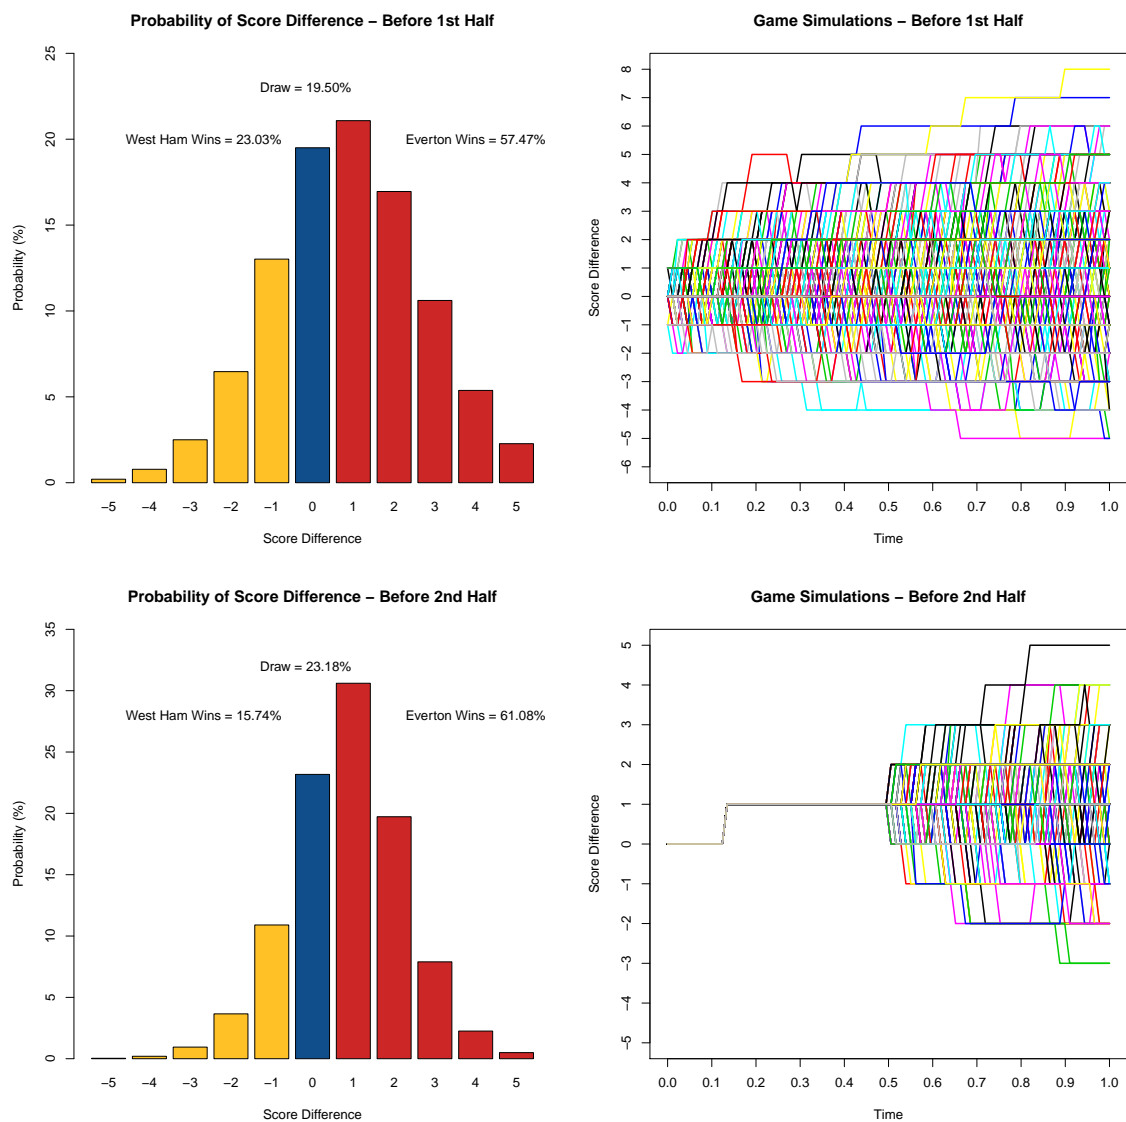 Probability of Score Difference – Before 1st Half
25
20
15
10
5
0
Probability (%)
Draw = 19.50%
West Ham Wins = 23.03%
Everton Wins = 57.47%
−5 −4 −3 −2 −1 0 1 2 3 4 5
Score Difference
Game Simulations – Before 1st Half
8
7
6
5
4
3
2
1
0
−1
−2
−3
−4
−5
−6
Score Difference
0.0 0.1 0.2 0.3 0.4 0.5 0.6 0.7 0.8 0.9 1.0
Time
Probability of Score Difference – Before 2nd Half
35
30
25
20
15
10
5
0
Probability (%)
Draw = 23.18%
West Ham Wins = 15.74%
Everton Wins = 61.08%
−5 −4 −3 −2 −1 0 1 2 3 4 5
Score Difference
Game Simulations – Before 2nd Half
5
4
3
2
1
0
−1
−2
−3
−4
−5
Score Difference
0.0 0.1 0.2 0.3 0.4 0.5 0.6 0.7 0.8 0.9 1.0
Time